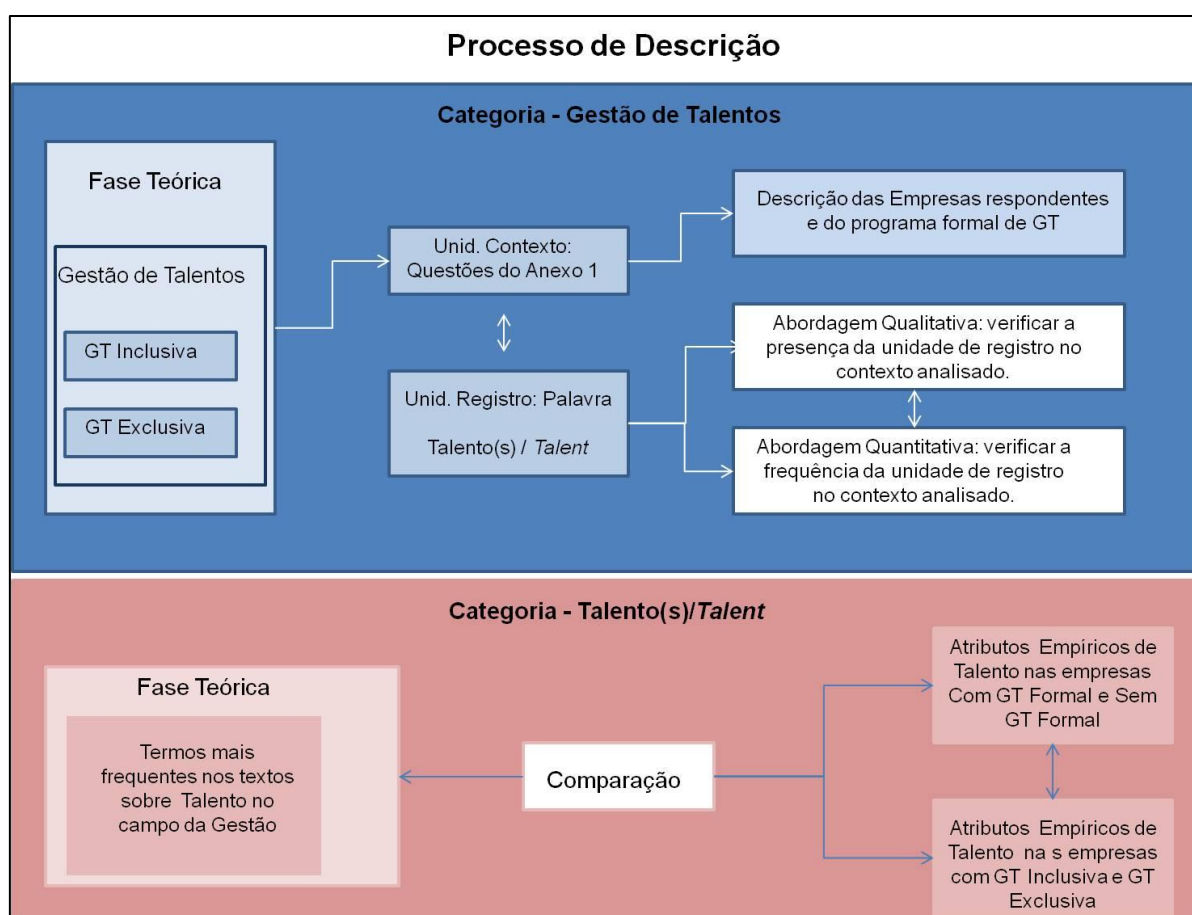 Processo de Descrição
Categoria - Gestão de Talentos
Fase Teórica
Gestão de Talentos
GT Inclusiva
GT Exclusiva
Unid. Contexto:
Questões do Anexo 1
Unid. Registro: Palavra
Talento(s) / Talent
Descrição das Empresas respondentes
e do programa formal de GT
Abordagem Qualitativa: verificar a
presença da unidade de registro no
contexto analisado.
Abordagem Quantitativa: verificar a
frequência da unidade de registro
no contexto analisado.
Categoria - Talento(s)/Talent
Fase Teórica
Termos mais
frequentes nos textos
sobre Talento no
campo da Gestão
Comparação
Atributos Empíricos de
Talento nas empresas
Com GT Formal e Sem
GT Formal
Atributos Empíricos de
Talento na s empresas
com GT Inclusiva e GT
Exclusiva